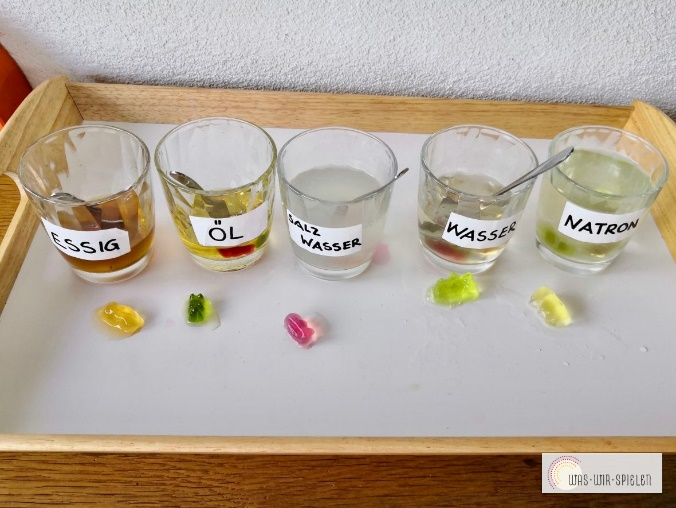 ESSIG
ÖL
SALZ
WASSER
WASSER
NATRON
WAS·WIR·SPIELEN